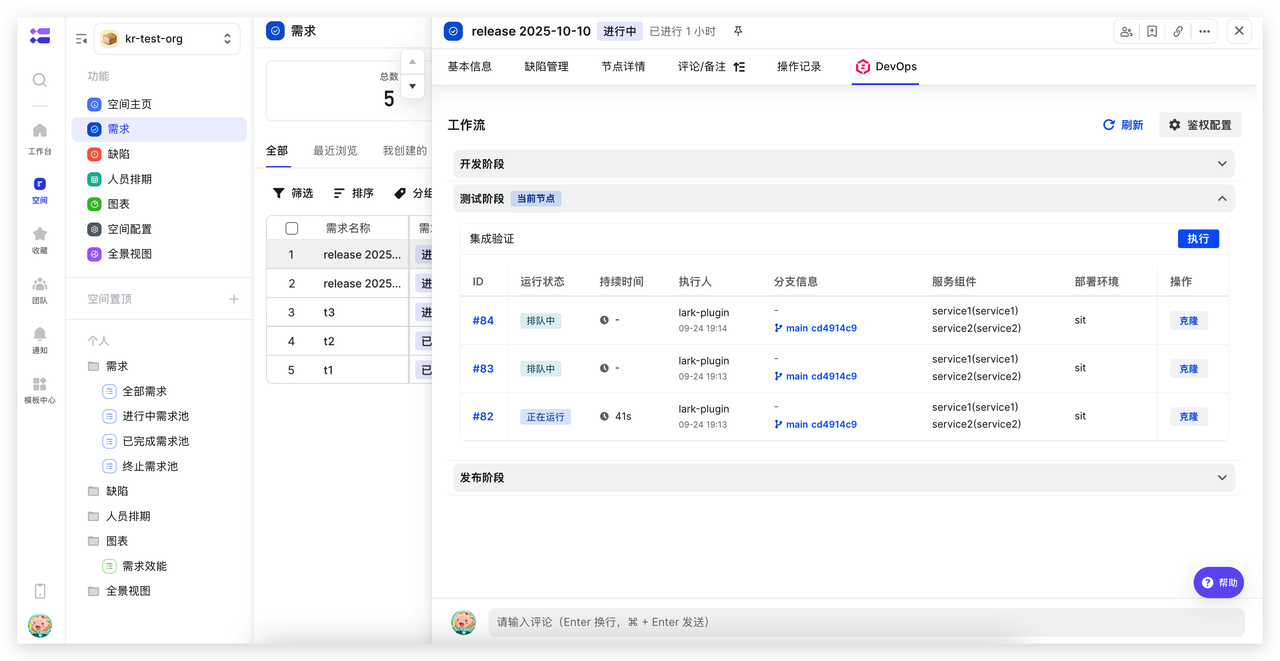 kr-test-org
功能
空间主页
需求
缺陷
人员排期
图表
空间配置
全景视图
空间置顶
个人
需求
全部需求
进行中需求池
已完成需求池
终止需求池
缺陷
人员排期
图表
需求效能
全景视图
工作台
空间
收藏
团队
通知
模板中心
需求
总数
5
全部 最近浏览 我创建的
筛选 排序 分组
需求名称
1 release 2025... 进
2 release 2025... 进
3 t3 进
4 t2 已
5 t1 已
release 2025-10-10 进行中 已进行 1 小时
基本信息 缺陷管理 节点详情 评论/备注 操作记录 DevOps
工作流 刷新 鉴权配置
开发阶段
测试阶段 当前节点
集成验证 执行
ID 运行状态 持续时间 执行人 分支信息 服务组件 部署环境 操作
#84 排队中 - lark-plugin 09-24 19:14 - main cd4914c9 service1(service1) service2(service2) sit 克隆
#83 排队中 - lark-plugin 09-24 19:13 - main cd4914c9 service1(service1) service2(service2) sit 克隆
#82 正在运行 41s lark-plugin 09-24 19:13 - main cd4914c9 service1(service1) service2(service2) sit 克隆
发布阶段
帮助
请输入评论（Enter 换行，⌘ + Enter 发送）